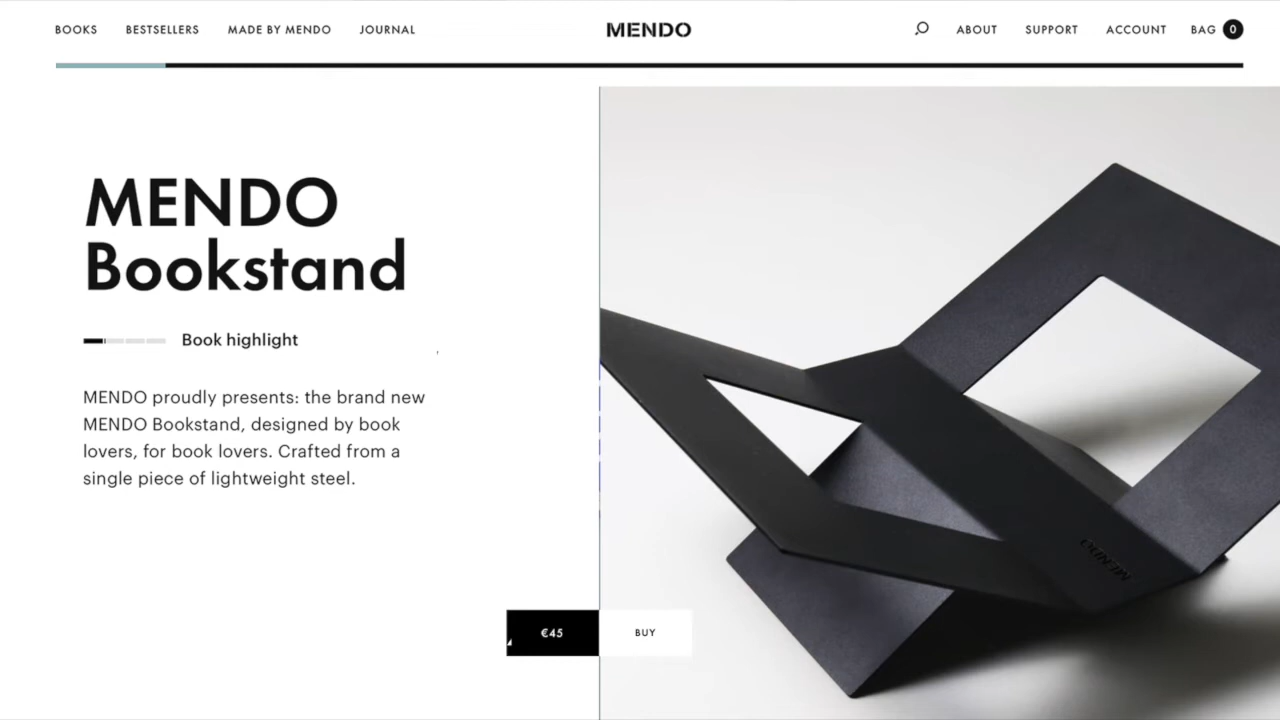 BOOKS BESTSELLERS MADE BY MENDO JOURNAL MENDO ABOUT SUPPORT ACCOUNT BAG 0
MENDO
Bookstand
Book highlight
MENDO proudly presents: the brand new
MENDO Bookstand, designed by book
lovers, for book lovers. Crafted from a
single piece of lightweight steel.
MENDO
€45 BUY